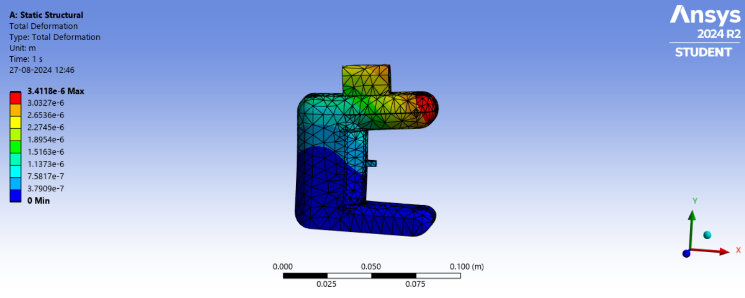 A: Static Structural
Total Deformation
Type: Total Deformation
Unit: m
Time: 1 s
27-08-2024 12:46
3.4118e-6 Max
3.0327e-6
2.6536e-6
2.2745e-6
1.8954e-6
1.5163e-6
1.1373e-6
7.5817e-7
3.7909e-7
0 Min
Ansys
2024 R2
STUDENT
0.000 0.050 0.100 (m)
0.025 0.075
Y
X